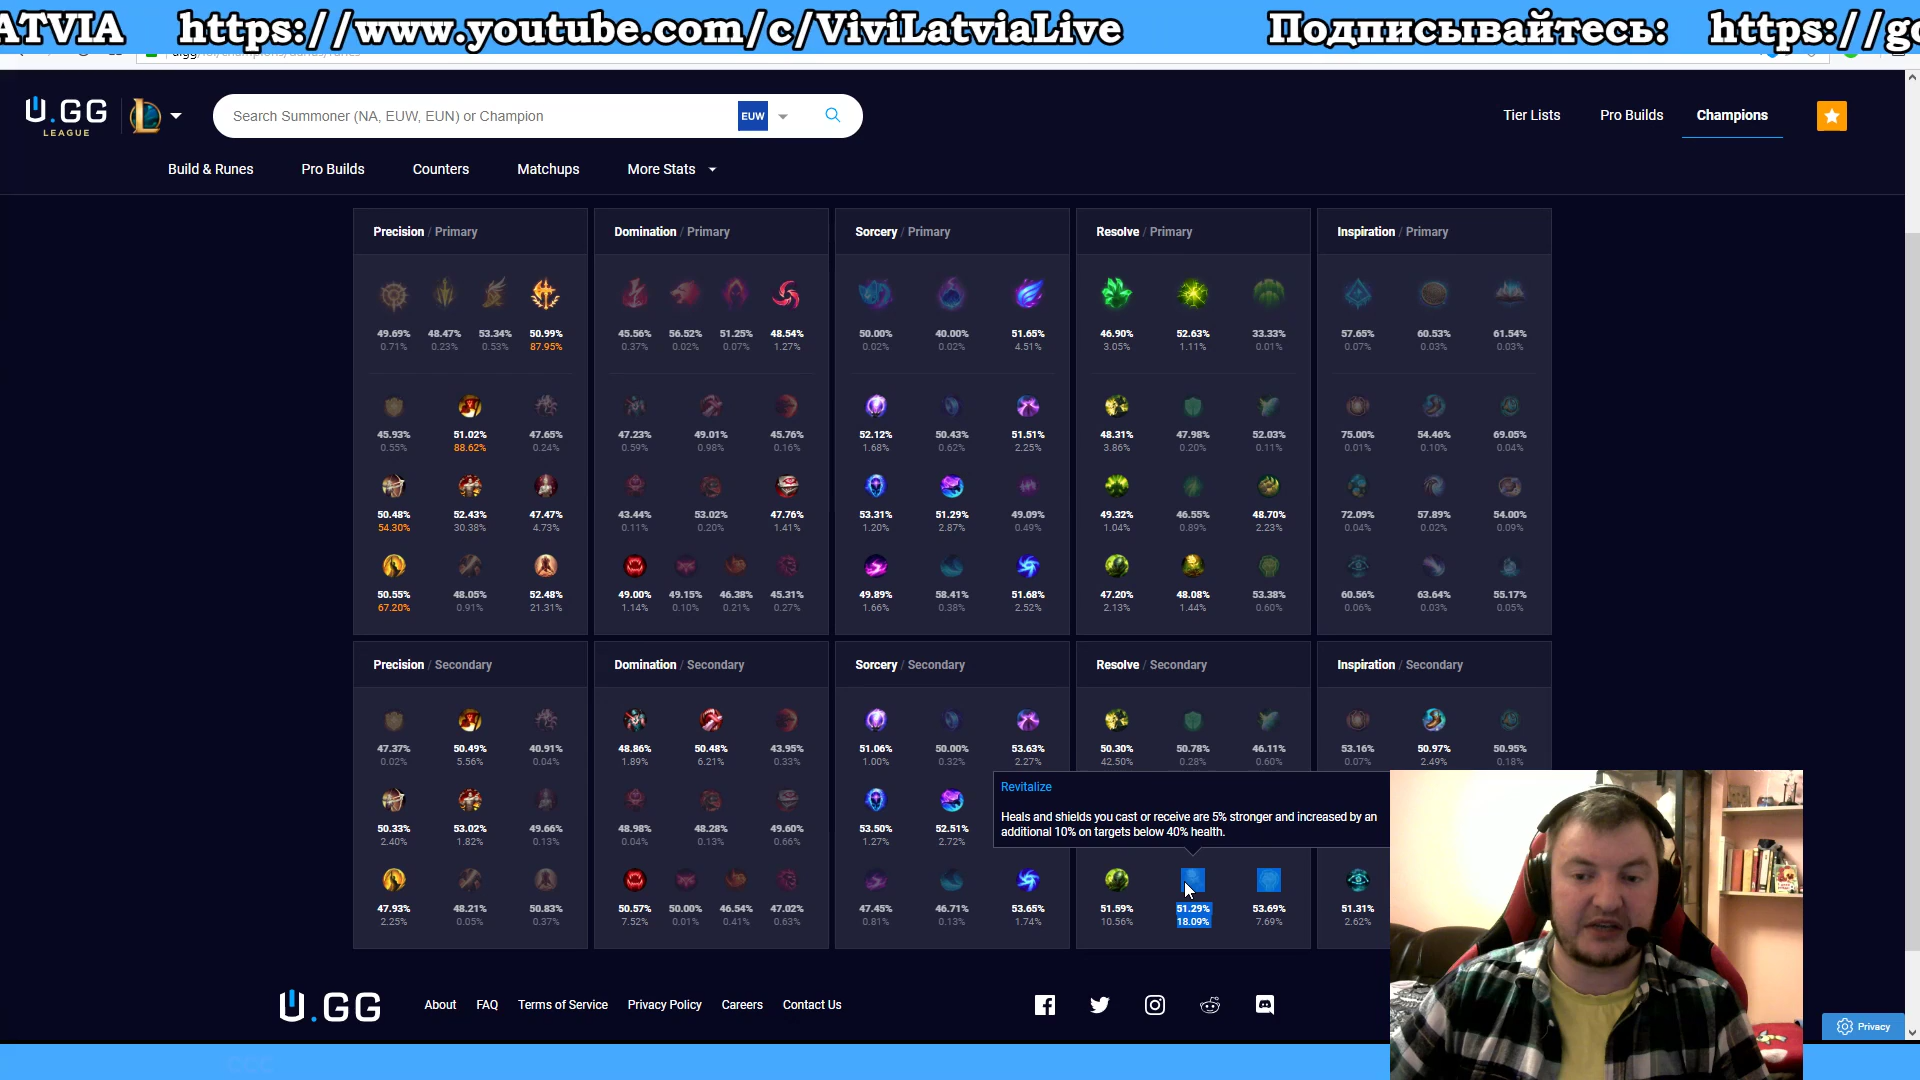 ATVIA https://www.youtube.com/c/ViviLatviaLive Подписывайтесь: https://go
U.GG
LEAGUE
Search Summoner (NA, EUW, EUN) or Champion
EUW
Tier Lists Pro Builds Champions
Build & Runes Pro Builds Counters Matchups More Stats
Precision / Primary Domination / Primary Sorcery / Primary Resolve / Primary Inspiration / Primary
49.69% 48.47% 53.34% 50.99% 45.56% 56.52% 51.25% 48.54% 50.00% 40.00% 51.65% 46.90% 52.63% 33.33% 57.65% 60.53% 61.54%
0.71% 0.23% 0.53% 87.95% 0.37% 0.02% 0.07% 1.27% 0.02% 0.02% 4.51% 3.05% 1.11% 0.01% 0.07% 0.03% 0.03%
45.93% 51.02% 47.65% 47.23% 49.01% 45.76% 52.12% 50.43% 51.51% 48.31% 47.98% 52.03% 75.00% 54.46% 69.05%
0.55% 88.62% 0.24% 0.59% 0.98% 0.16% 1.68% 0.62% 2.25% 3.86% 0.20% 0.11% 0.01% 0.10% 0.04%
50.48% 52.43% 47.47% 43.44% 53.02% 47.76% 53.31% 51.29% 49.09% 49.32% 46.55% 48.70% 72.09% 57.89% 54.00%
54.30% 30.38% 4.73% 0.11% 0.20% 1.41% 1.20% 2.87% 0.49% 1.04% 0.89% 2.23% 0.04% 0.02% 0.09%
50.55% 48.05% 52.48% 49.00% 49.15% 46.38% 45.31% 49.89% 58.41% 51.68% 47.20% 48.08% 53.38% 60.56% 63.64% 55.17%
67.20% 0.91% 21.31% 1.14% 0.10% 0.21% 0.27% 1.66% 0.38% 2.52% 2.13% 1.44% 0.60% 0.06% 0.03% 0.05%
Precision / Secondary Domination / Secondary Sorcery / Secondary Resolve / Secondary Inspiration / Secondary
47.37% 50.49% 40.91% 48.86% 50.48% 43.95% 51.06% 50.00% 53.63% 50.30% 50.78% 46.11% 53.16% 50.97% 50.95%
0.02% 5.56% 0.04% 1.89% 6.21% 0.33% 1.00% 0.32% 2.27% 42.50% 0.28% 0.60% 0.07% 2.49% 0.18%
Revitalize
Heals and shields you cast or receive are 5% stronger and increased by an
additional 10% on targets below 40% health.
50.33% 53.02% 49.66% 48.98% 48.28% 49.60% 53.50% 52.51%
2.40% 1.82% 0.13% 0.04% 0.13% 0.66% 1.27% 2.72%
47.93% 48.21% 50.83% 50.57% 50.00% 46.54% 47.02% 47.45% 46.71% 53.65% 51.59% 51.29% 53.69% 51.31%
2.25% 0.05% 0.37% 7.52% 0.01% 0.41% 0.63% 0.81% 0.13% 1.74% 10.56% 18.09% 7.69% 2.62%
U.GG
About FAQ Terms of Service Privacy Policy Careers Contact Us
Privacy